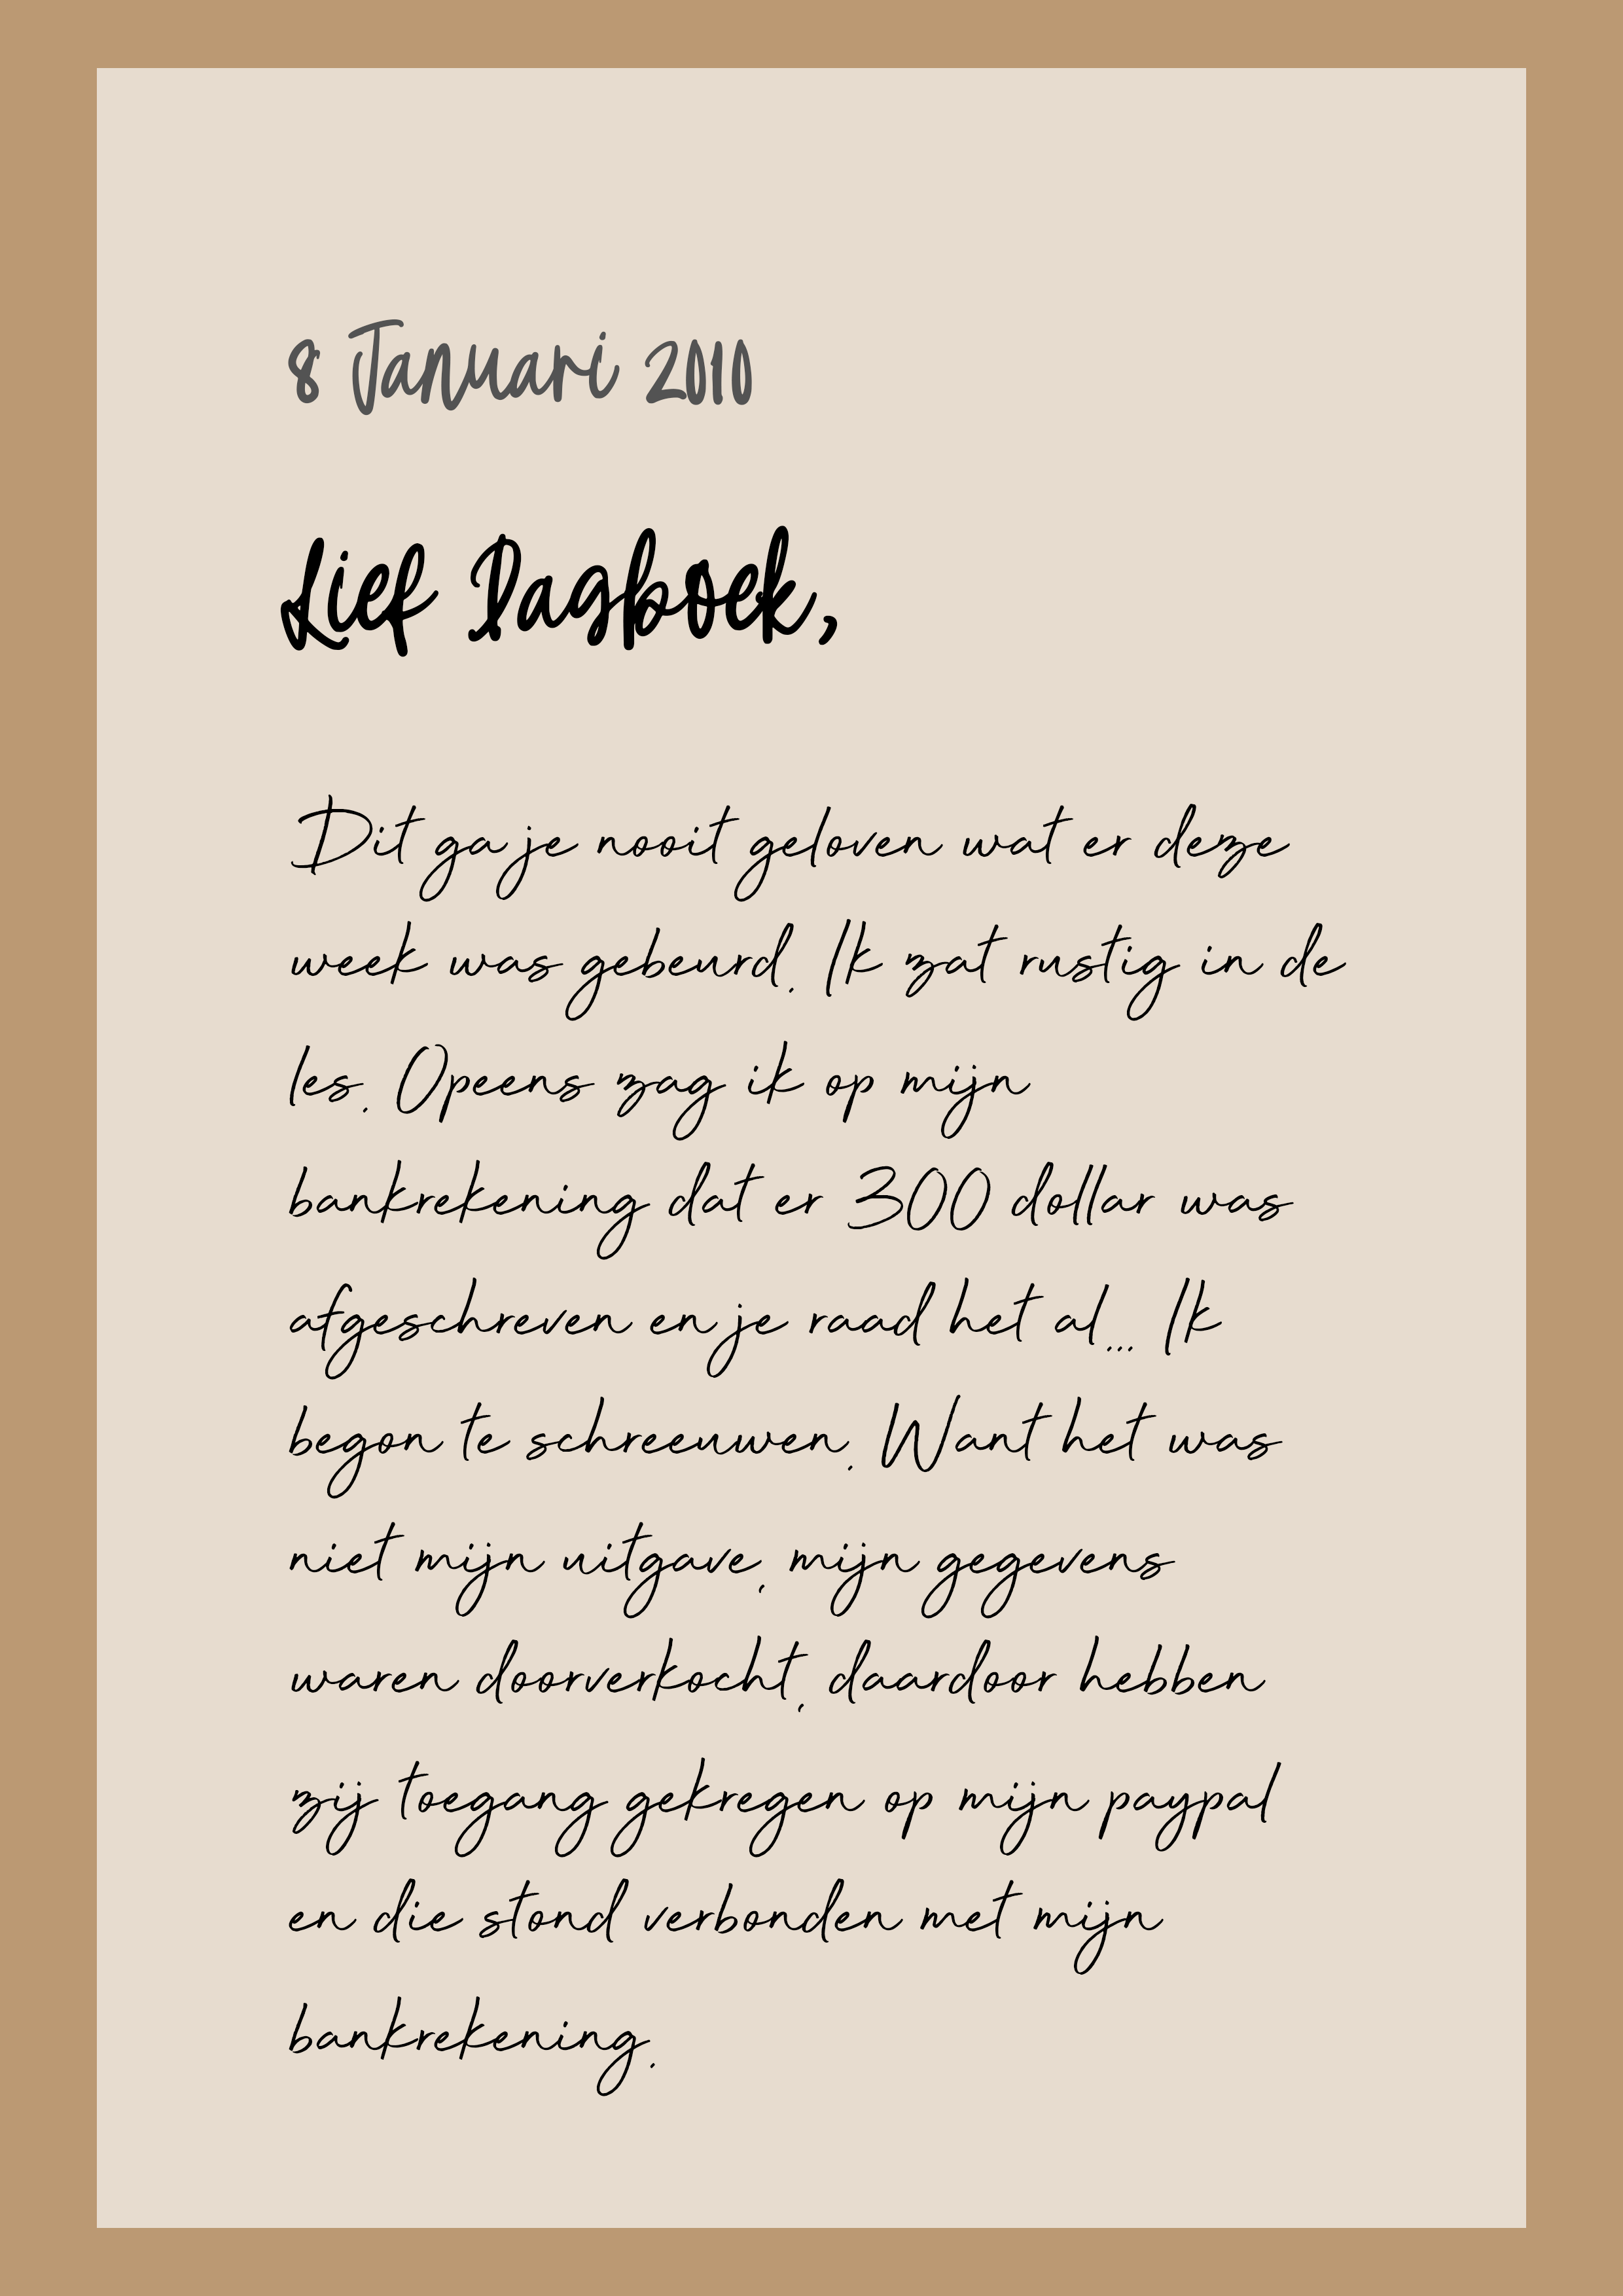 8 Januari 2010
Lief Dagboek,
Dit ga je nooit geloven wat er deze
week was gebeurd. Ik zat rustig in de
les. Opeens zag ik op mijn
bankrekening dat er 300 dollar was
afgeschreven en je raad het al... Ik
begon te schreeuwen. Want het was
niet mijn uitgave, mijn gegevens
waren doorverkocht, daardoor hebben
zij toegang gekregen op mijn paypal
en die stond verbonden met mijn
bankrekening.